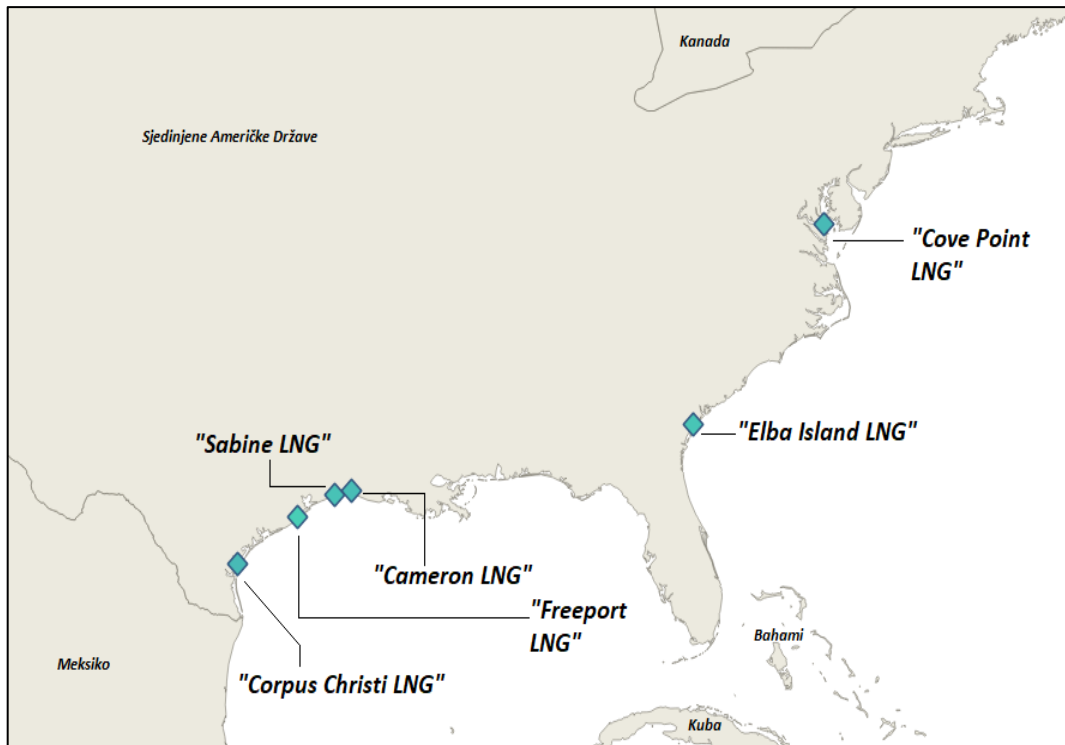 Kanada
Sjedinjene Američke Države
"Cove Point
LNG"
"Elba Island LNG"
"Sabine LNG"
"Cameron LNG"
"Freeport
LNG"
Bahami
Meksiko
"Corpus Christi LNG"
Kuba